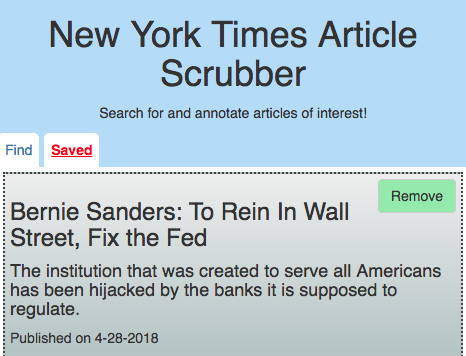 New York Times Article
Scrubber
Search for and annotate articles of interest!
Find Saved
Remove
Bernie Sanders: To Rein In Wall
Street, Fix the Fed
The institution that was created to serve all Americans
has been hijacked by the banks it is supposed to
regulate.
Published on 4-28-2018